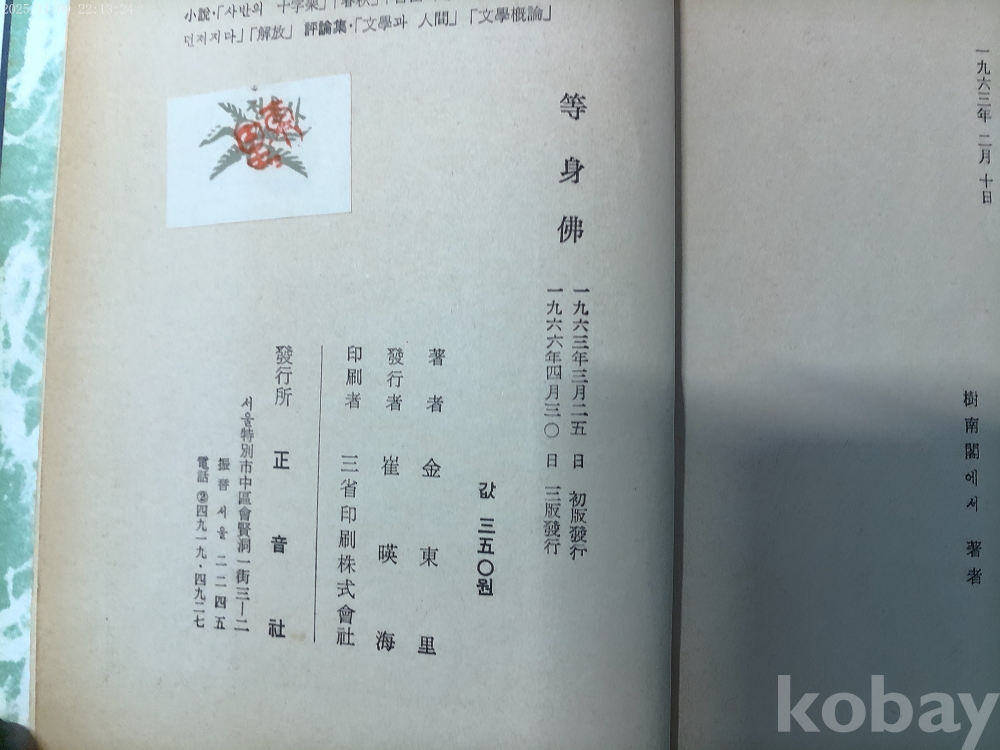 小說·「사반의 十字架」「春秋」
던저지다」「解放」 評論集·「文學과 人間」「文學槪論」
等身佛
一九六三年三月二五日 初版發行
一九六六年四月三〇日 三版發行
값 三五〇원
著者 金東里
發行者 崔暎海
印刷者 三省印刷株式會社
發行所 正音社
서울特別市中區會賢洞一街三—二
振替 서울 二二四五
電話 ②四九一九·四九二七
一九六三年 二月 十日
樹南閣에서 著者
kobay